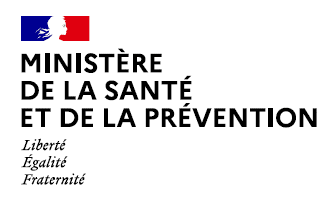 MINISTÈRE
DE LA SANTÉ
ET DE LA PRÉVENTION
Liberté
Égalité
Fraternité